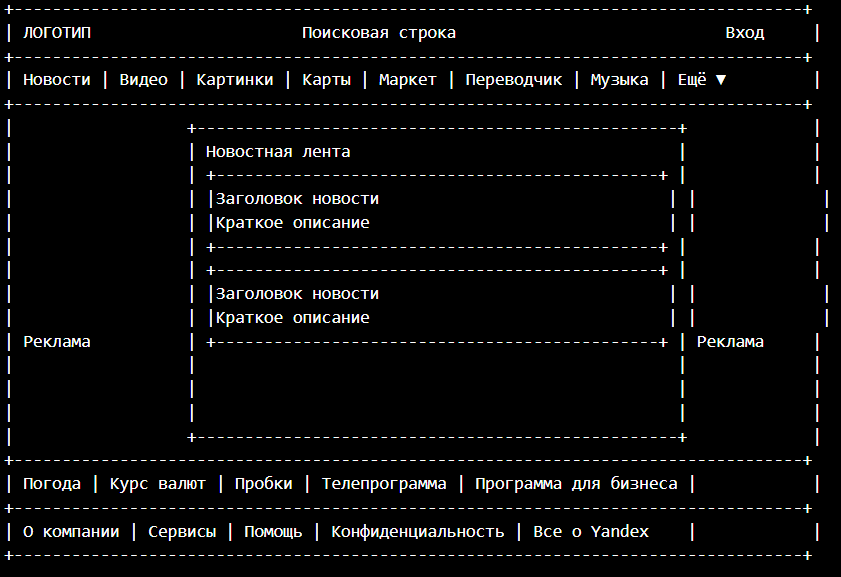 ЛОГОТИП Поисковая строка Вход
Новости | Видео | Картинки | Карты | Маркет | Переводчик | Музыка | Ещё ▼
Новостная лента
Заголовок новости
Краткое описание
Заголовок новости
Краткое описание
Реклама Реклама
Погода | Курс валют | Пробки | Телепрограмма | Программа для бизнеса |
О компании | Сервисы | Помощь | Конфиденциальность | Все о Yandex |